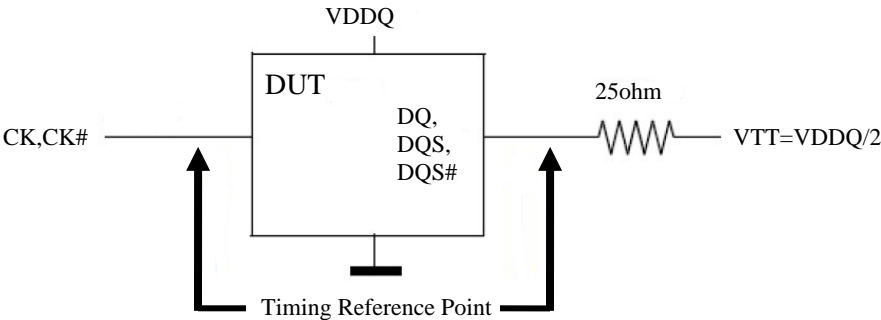 VDDQ
DUT
25ohm
CK,CK#
DQ,
DQS,
DQS#
VTT=VDDQ/2
Timing Reference Point